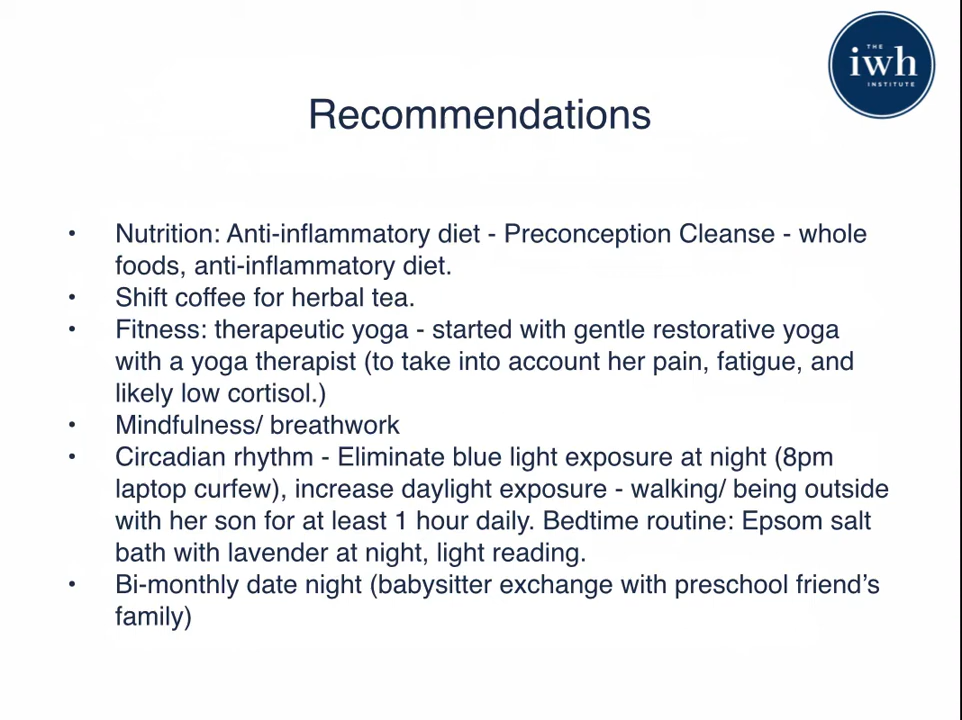 THE
iwh
INSTITUTE
Recommendations
• Nutrition: Anti-inflammatory diet - Preconception Cleanse - whole
foods, anti-inflammatory diet.
• Shift coffee for herbal tea.
• Fitness: therapeutic yoga - started with gentle restorative yoga
with a yoga therapist (to take into account her pain, fatigue, and
likely low cortisol.)
• Mindfulness/ breathwork
• Circadian rhythm - Eliminate blue light exposure at night (8pm
laptop curfew), increase daylight exposure - walking/ being outside
with her son for at least 1 hour daily. Bedtime routine: Epsom salt
bath with lavender at night, light reading.
• Bi-monthly date night (babysitter exchange with preschool friend's
family)